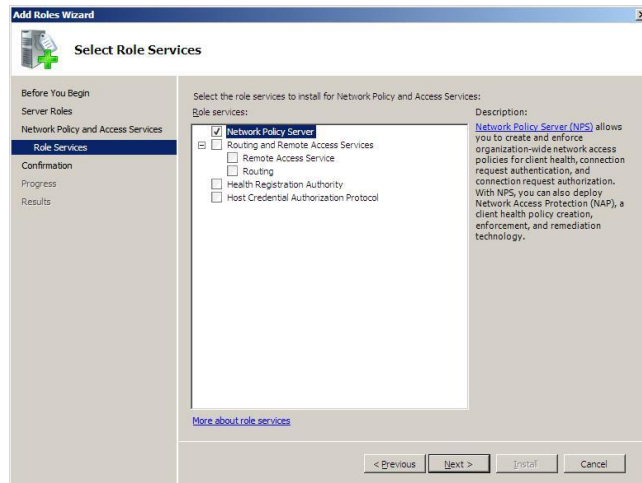 Add Roles Wizard
Select Role Services
Before You Begin
Server Roles
Network Policy and Access Services
Role Services
Confirmation
Progress
Results
Select the role services to install for Network Policy and Access Services:
Role services:
Network Policy Server
Routing and Remote Access Services
Remote Access Service
Routing
Health Registration Authority
Host Credential Authorization Protocol
More about role services
Description:
Network Policy Server (NPS) allows
you to create and enforce
organization-wide network access
policies for client health, connection
request authentication, and
connection request authorization.
With NPS, you can also deploy
Network Access Protection (NAP), a
client health policy creation,
enforcement, and remediation
technology.
< Previous
Next >
Install
Cancel